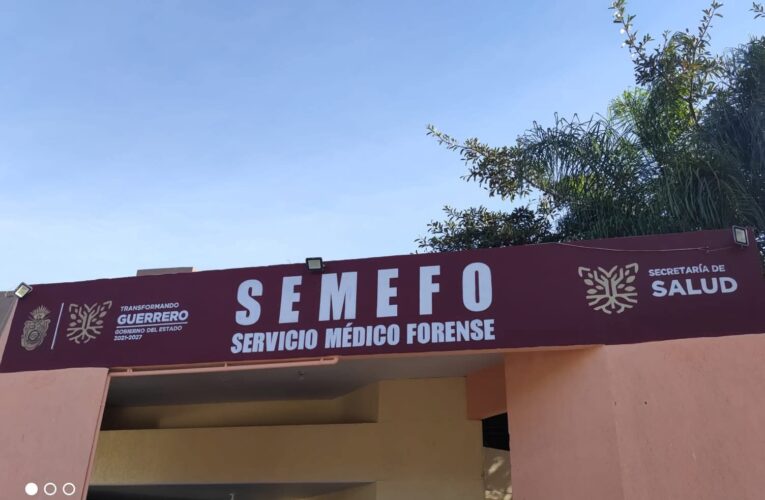 TRANSFORMANDO
GUERRERO
GOBIERNO DEL ESTADO
2021-2027
SEMEFO
SERVICIO MÉDICO FORENSE
SECRETARÍA DE
SALUD